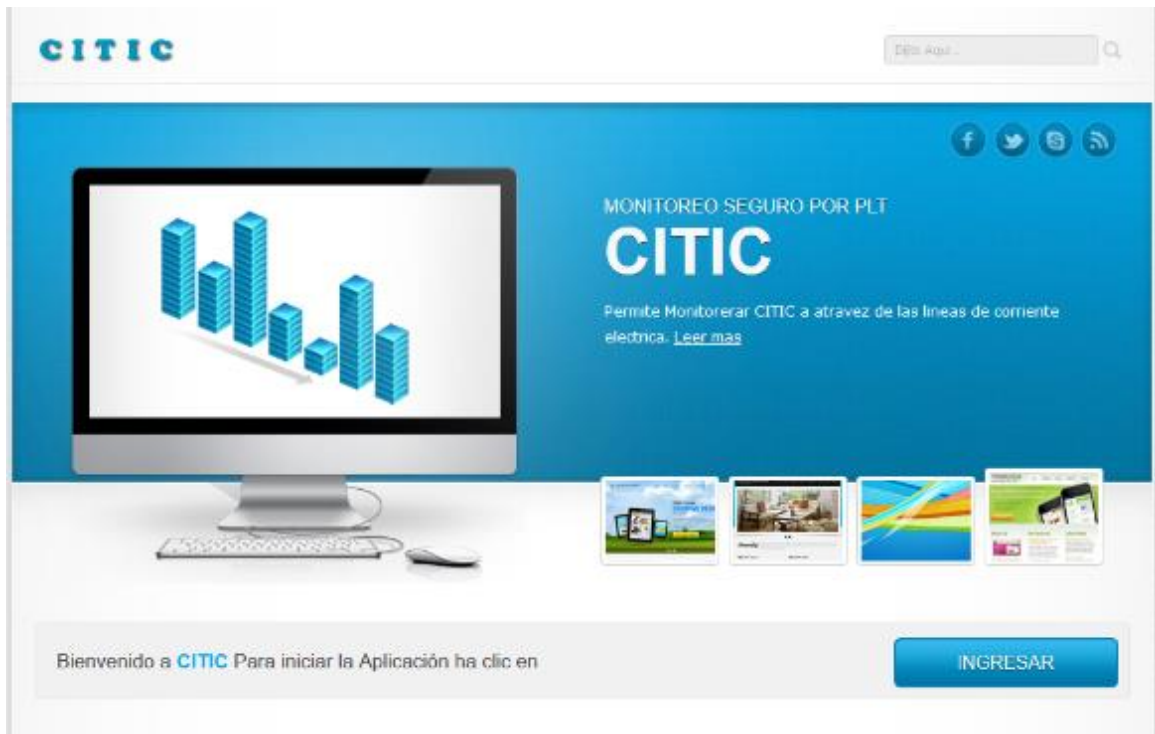 CITIC
MONITOREO SEGURO POR PLT
CITIC
Permite Monitorerar CITIC a atravez de las lineas de corriente
electrica. Leer mas
Bienvenido a CITIC Para iniciar la Aplicación ha clic en
INGRESAR